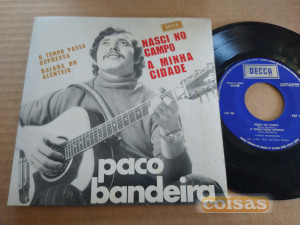 DECCA
O TEMPO PASSA
DEPRESSA
BALADA DO
ALENTEJO
NASCI NO
CAMPO
A MINHA
CIDADE
paco
bandeira
DECCA
coisas